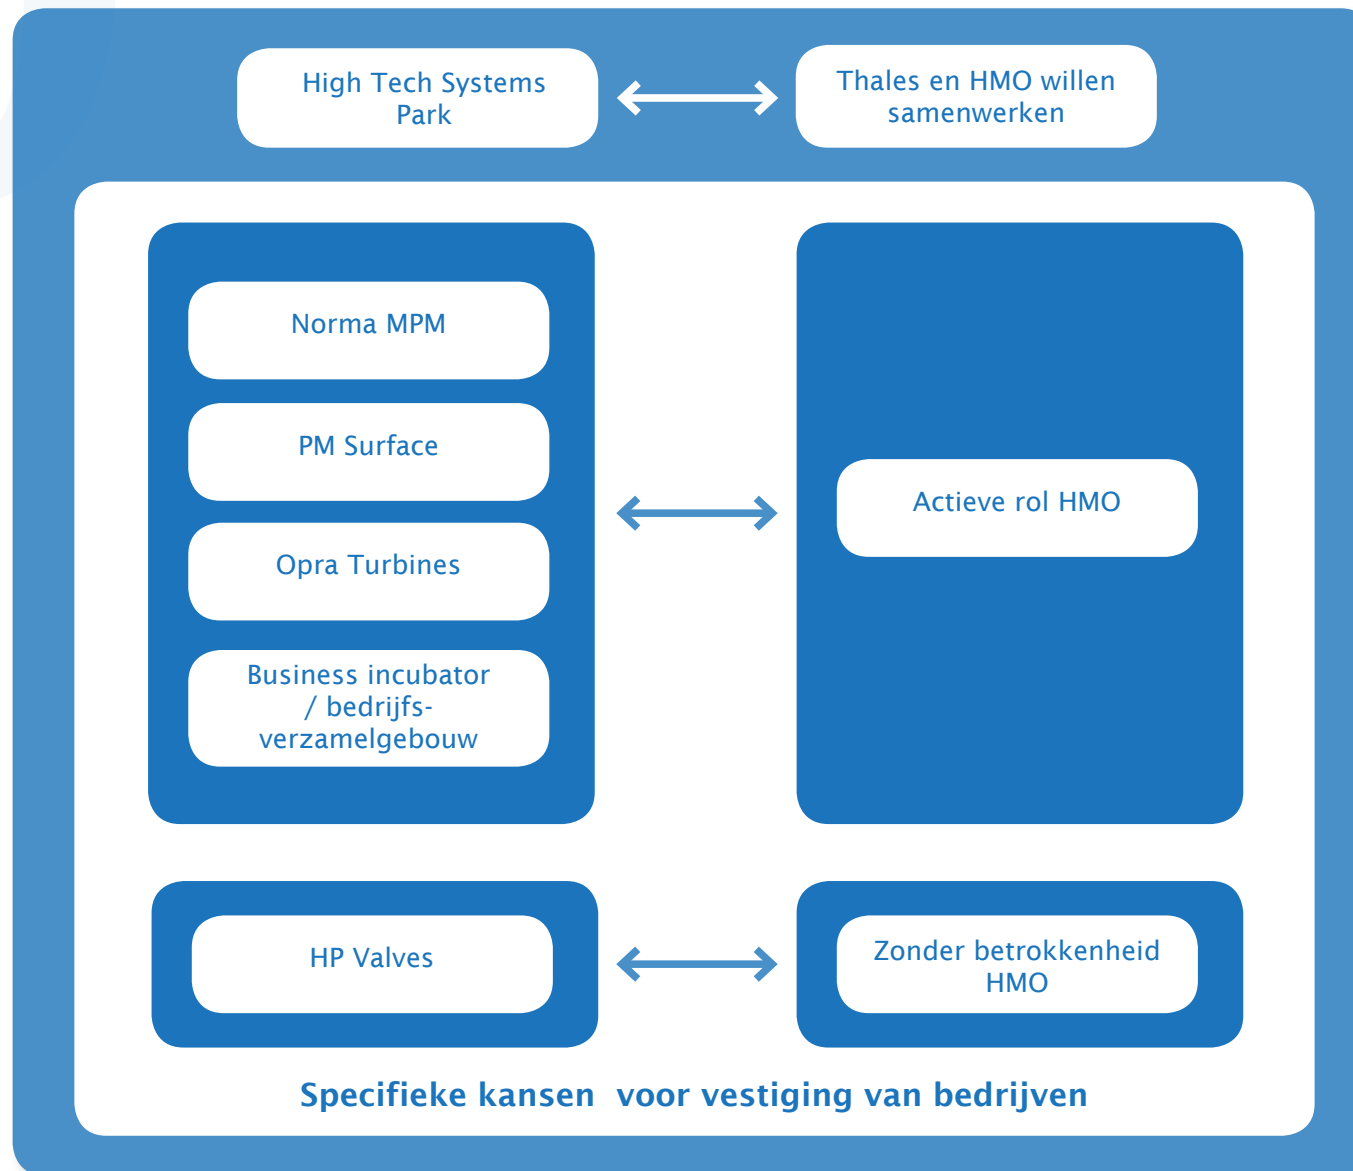 High Tech Systems
Park
Thales en HMO willen
samenwerken
Norma MPM
PM Surface
Opra Turbines
Business incubator
/ bedrijfs-
verzamelgebouw
Actieve rol HMO
HP Valves
Zonder betrokkenheid
HMO
Specifieke kansen  voor vestiging van bedrijven